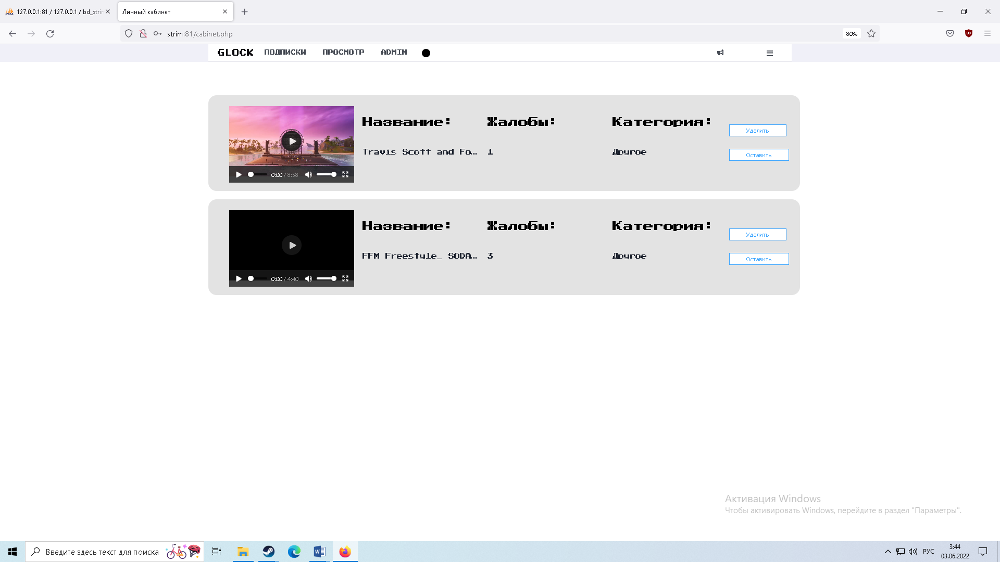 127.0.0.1:81 / 127.0.0.1 / bd_strim
Личный кабинет
strim:81/cabinet.php
80%
GLOCK ПОДПИСКИ ПРОСМОТР ADMIN
Название: Жалобы: Категория:
Удалить
Travis Scott and Fo… 1 Другое
Оставить
0:00 / 8:58
Название: Жалобы: Категория:
Удалить
FFM Freestyle_ SODA… 3 Другое
Оставить
0:00 / 4:40
Активация Windows
Чтобы активировать Windows, перейдите в раздел "Параметры".
Введите здесь текст для поиска
РУС
3:44
03.06.2022